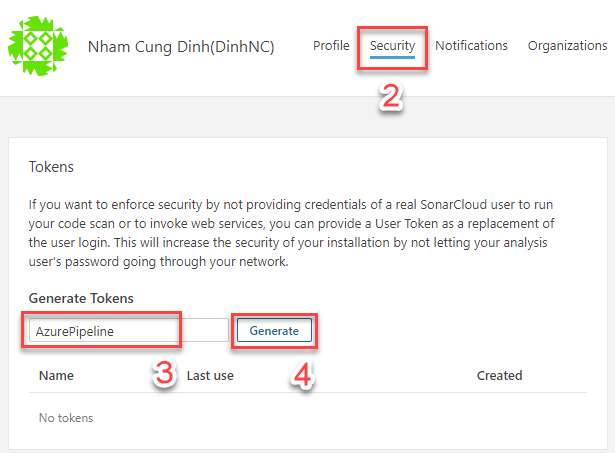 Nham Cung Dinh(DinhNC)
Profile Security Notifications Organizations
2
Tokens
If you want to enforce security by not providing credentials of a real SonarCloud user to run
your code scan or to invoke web services, you can provide a User Token as a replacement of
the user login. This will increase the security of your installation by not letting your analysis
user's password going through your network.
Generate Tokens
AzurePipeline Generate
3 4
Name Last use Created
No tokens